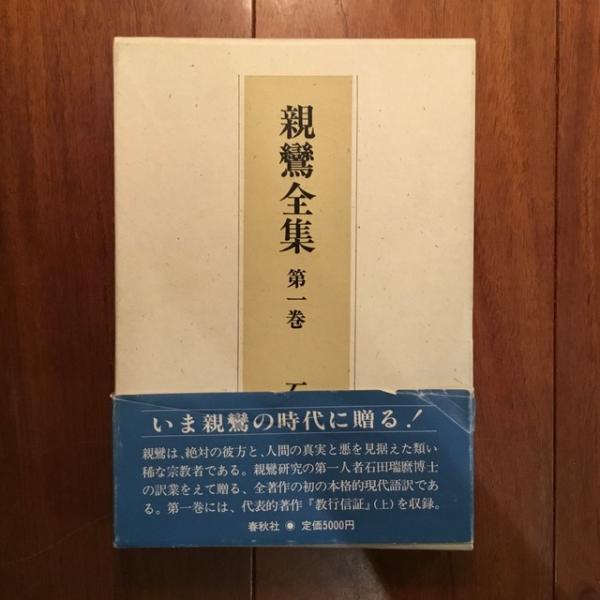 親鸞全集
第一巻
石
いま親鸞の時代に贈る!
親鸞は、絶対の彼方と、人間の真実と悪を見据えた類い
稀な宗教者である。親鸞研究の第一人者石田瑞麿博士
の訳業をえて贈る、全著作の初の本格的現代語訳であ
る。第一巻には、代表的著作『教行信証』(上)を収録。
春秋社 ◉ 定価5000円